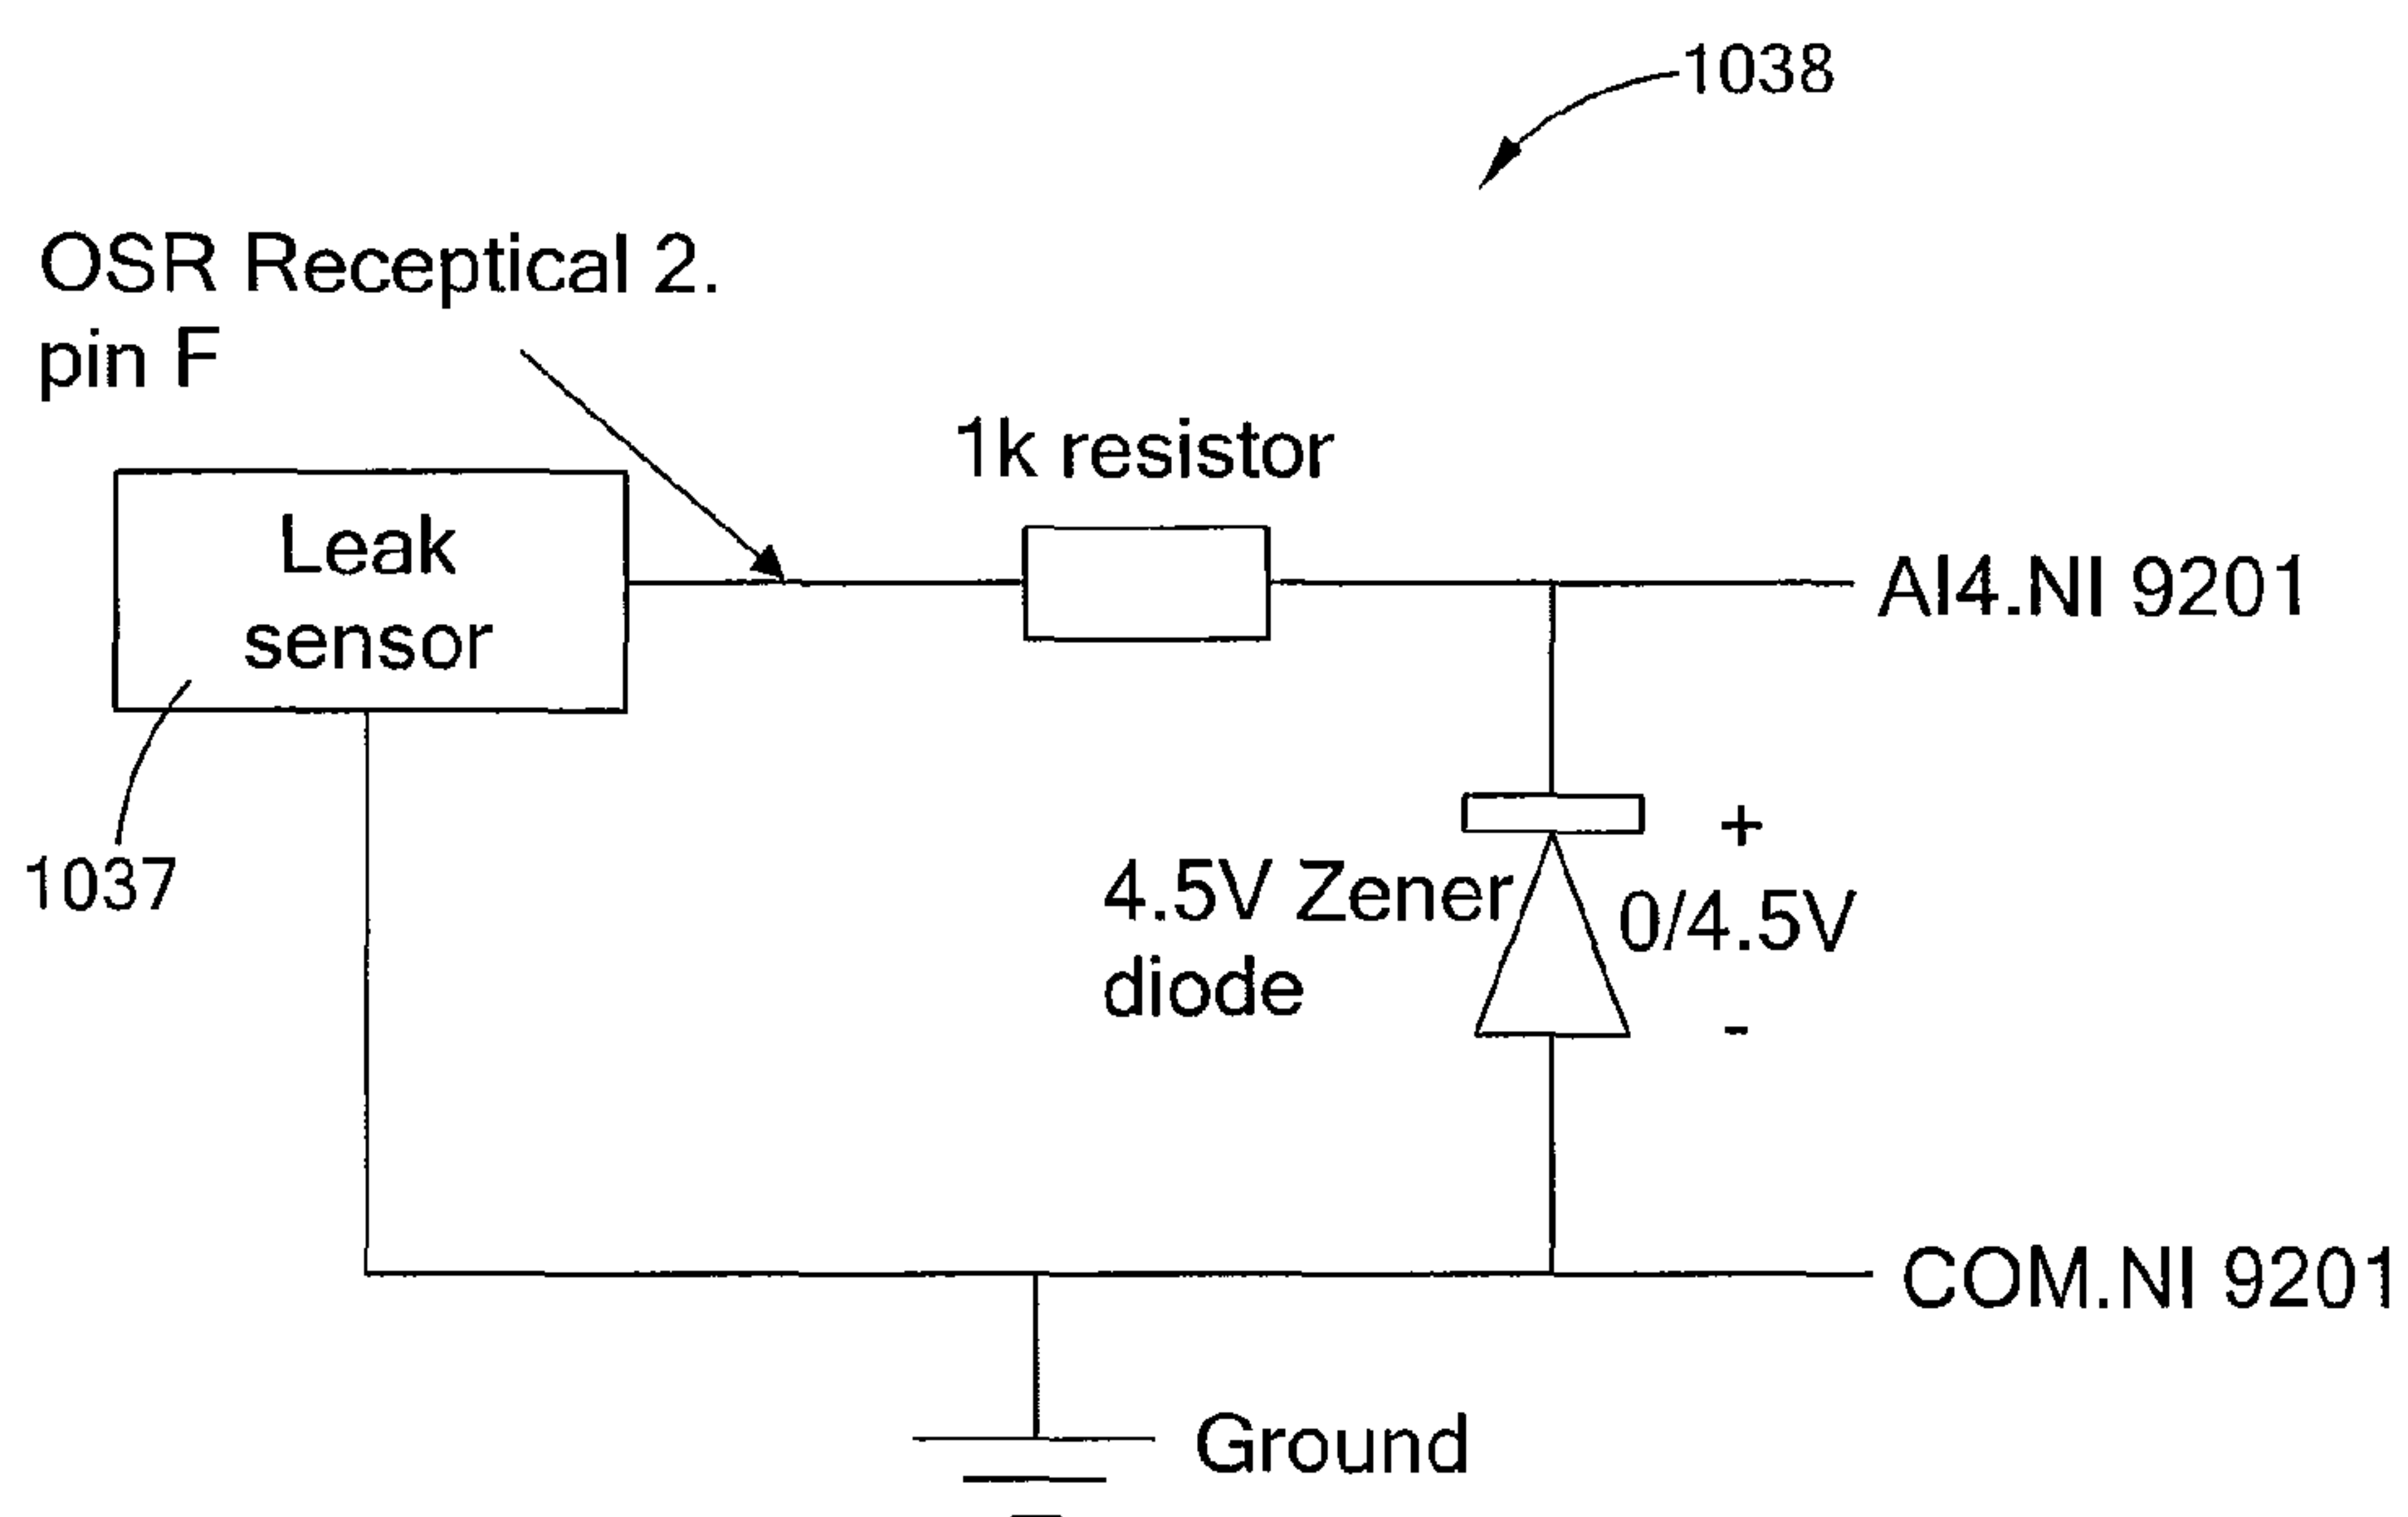 1038
OSR Receptical 2.
pin F
1k resistor
Leak
sensor
AI4.NI 9201
1037
4.5V Zener
diode
+
0/4.5V
-
COM.NI 9201
Ground